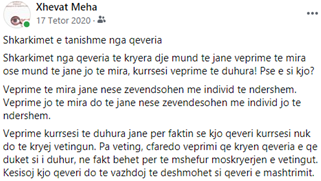 Xhevat Meha
17 Tetor 2020
Shkarkimet e tanishme nga qeveria
Shkarkimet nga qeveria te kryera dje mund te jane veprime te mira
ose mund te jane jo te mira, kurrsesi veprime te duhura! Pse e si kjo?
Veprime te mira jane nese zevendsohen me individ te ndershem.
Veprime jo te mira do te jane nese zevendesohen me individ jo te
ndershem.
Veprime kurrsesi te duhura jane per faktin se kjo qeveri kurrsesi nuk
do te kryej vetingun. Pa veting, cfaredo veprimi qe kryen qeveria e qe
duket si i duhur, ne fakt behet per te mshefur moskryerjen e vetingut.
Kesisoj kjo qeveri do te vazhdoj te deshmohet si qeveri e mashtrimit.